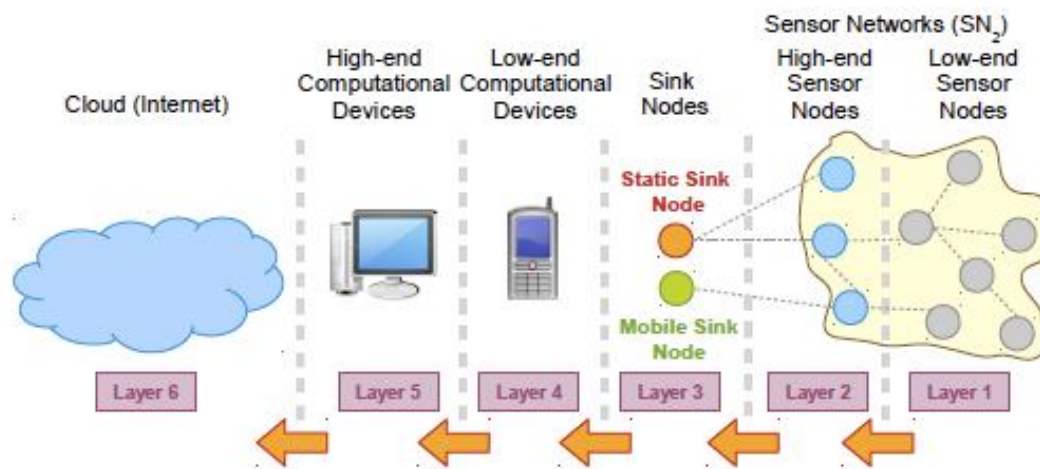 Sensor Networks (SN2)
Cloud (Internet)
High-end
Computational
Devices
Low-end
Computational
Devices
Sink
Nodes
High-end
Sensor
Nodes
Low-end
Sensor
Nodes
Static Sink
Node
Mobile Sink
Node
Layer 6
Layer 5
Layer 4
Layer 3
Layer 2
Layer 1